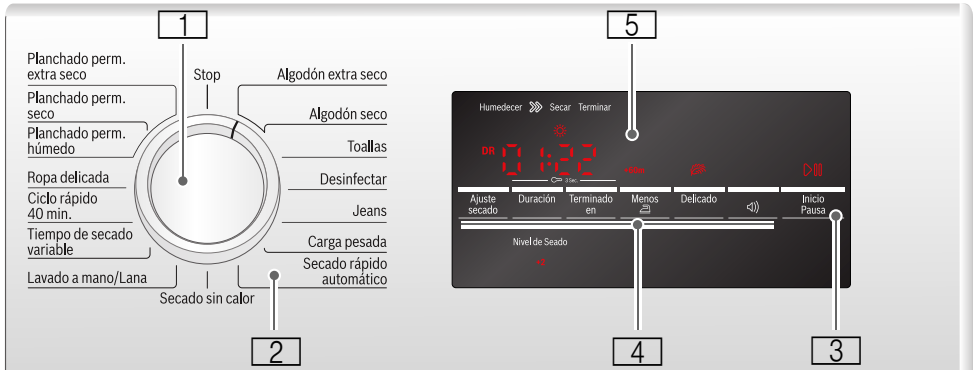 1
5
Planchado perm.
extra seco
Stop
Algodón extra seco
Planchado perm.
seco
Algodón seco
Planchado perm.
húmedo
Toallas
Ropa delicada
Desinfectar
Ciclo rápido
40 min.
Jeans
Tiempo de secado
variable
Carga pesada
Lavado a mano/Lana
Secado rápido
automático
Secado sin calor
2
Humedecer Secar Terminar
DR 01:22
3 Sec.
Ajuste
secado
Duración
Terminado
en
Menos
Delicado
Inicio
Pausa
Nivel de Seado
4
3